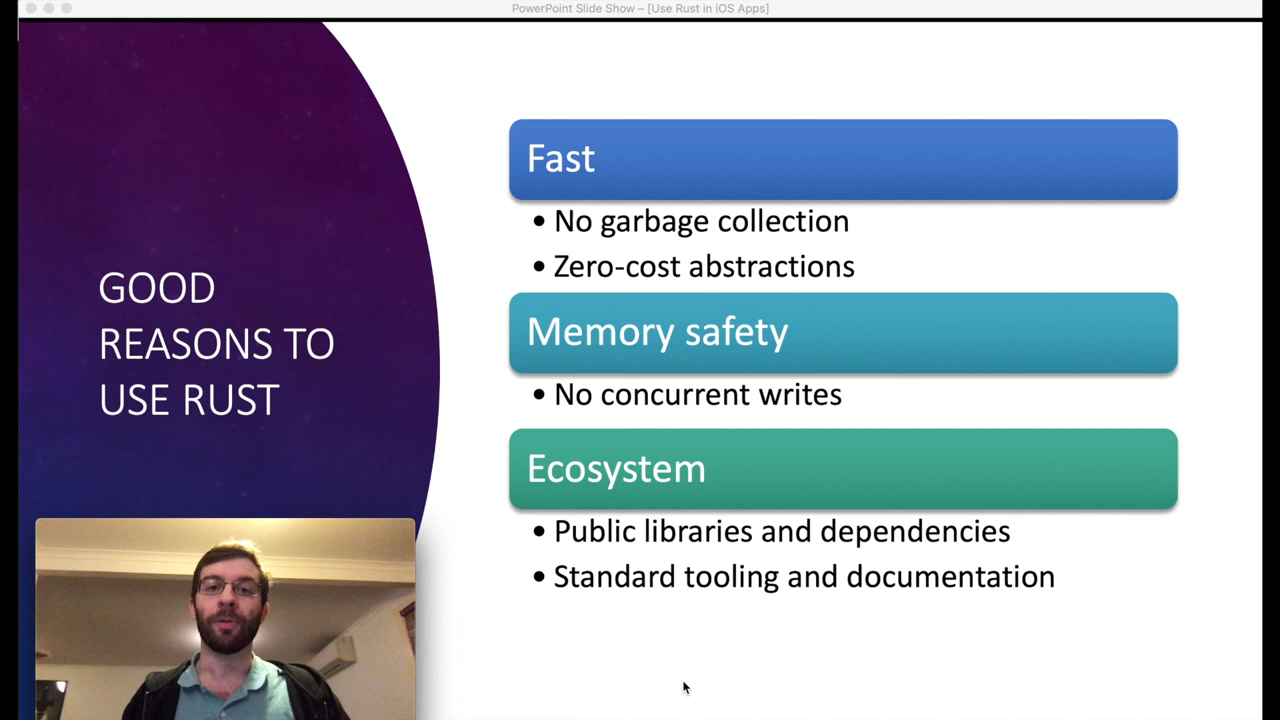 PowerPoint Slide Show – [Use Rust in iOS Apps]
GOOD
REASONS TO
USE RUST
Fast
• No garbage collection
• Zero-cost abstractions
Memory safety
• No concurrent writes
Ecosystem
• Public libraries and dependencies
• Standard tooling and documentation